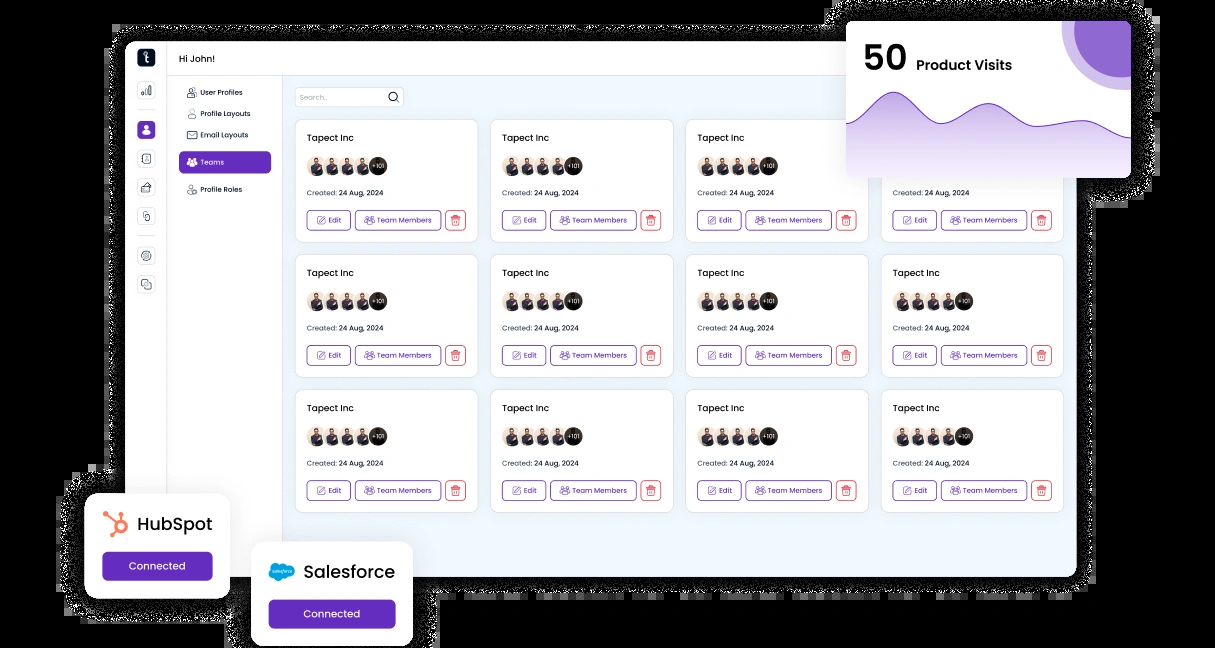 Hi John!
50 Product Visits
User Profiles
Profile Layouts
Email Layouts
Teams
Profile Roles
Search..
Tapect Inc Tapect Inc Tapect Inc
+101 +101 +101
Created: 24 Aug, 2024 Created: 24 Aug, 2024 Created: 24 Aug, 2024 Created: 24 Aug, 2024
Edit Team Members Edit Team Members Edit Team Members Edit Team Members
Tapect Inc Tapect Inc Tapect Inc Tapect Inc
+101 +101 +101 +101
Created: 24 Aug, 2024 Created: 24 Aug, 2024 Created: 24 Aug, 2024 Created: 24 Aug, 2024
Edit Team Members Edit Team Members Edit Team Members Edit Team Members
Tapect Inc Tapect Inc Tapect Inc Tapect Inc
+101 +101 +101 +101
Created: 24 Aug, 2024 Created: 24 Aug, 2024 Created: 24 Aug, 2024 Created: 24 Aug, 2024
Edit Team Members Edit Team Members Edit Team Members Edit Team Members
HubSpot
Connected
salesforce Salesforce
Connected